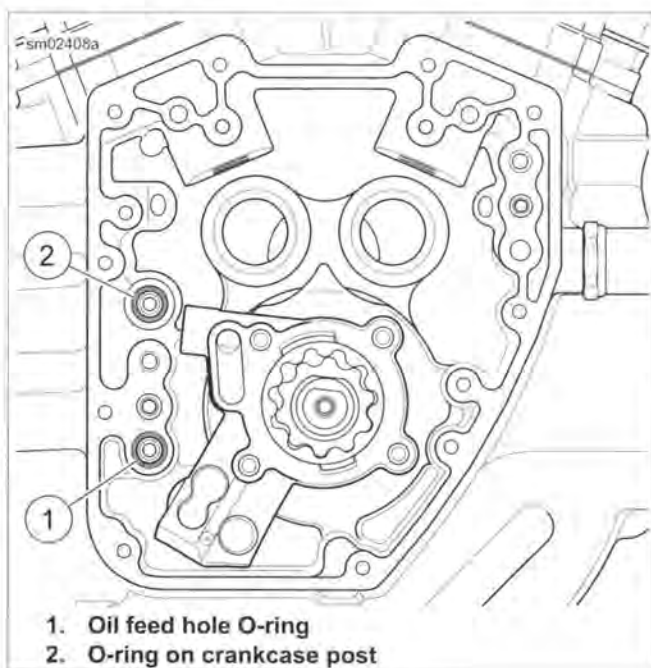 sm02408a
2
1
1. Oil feed hole O-ring
2. O-ring on crankcase post